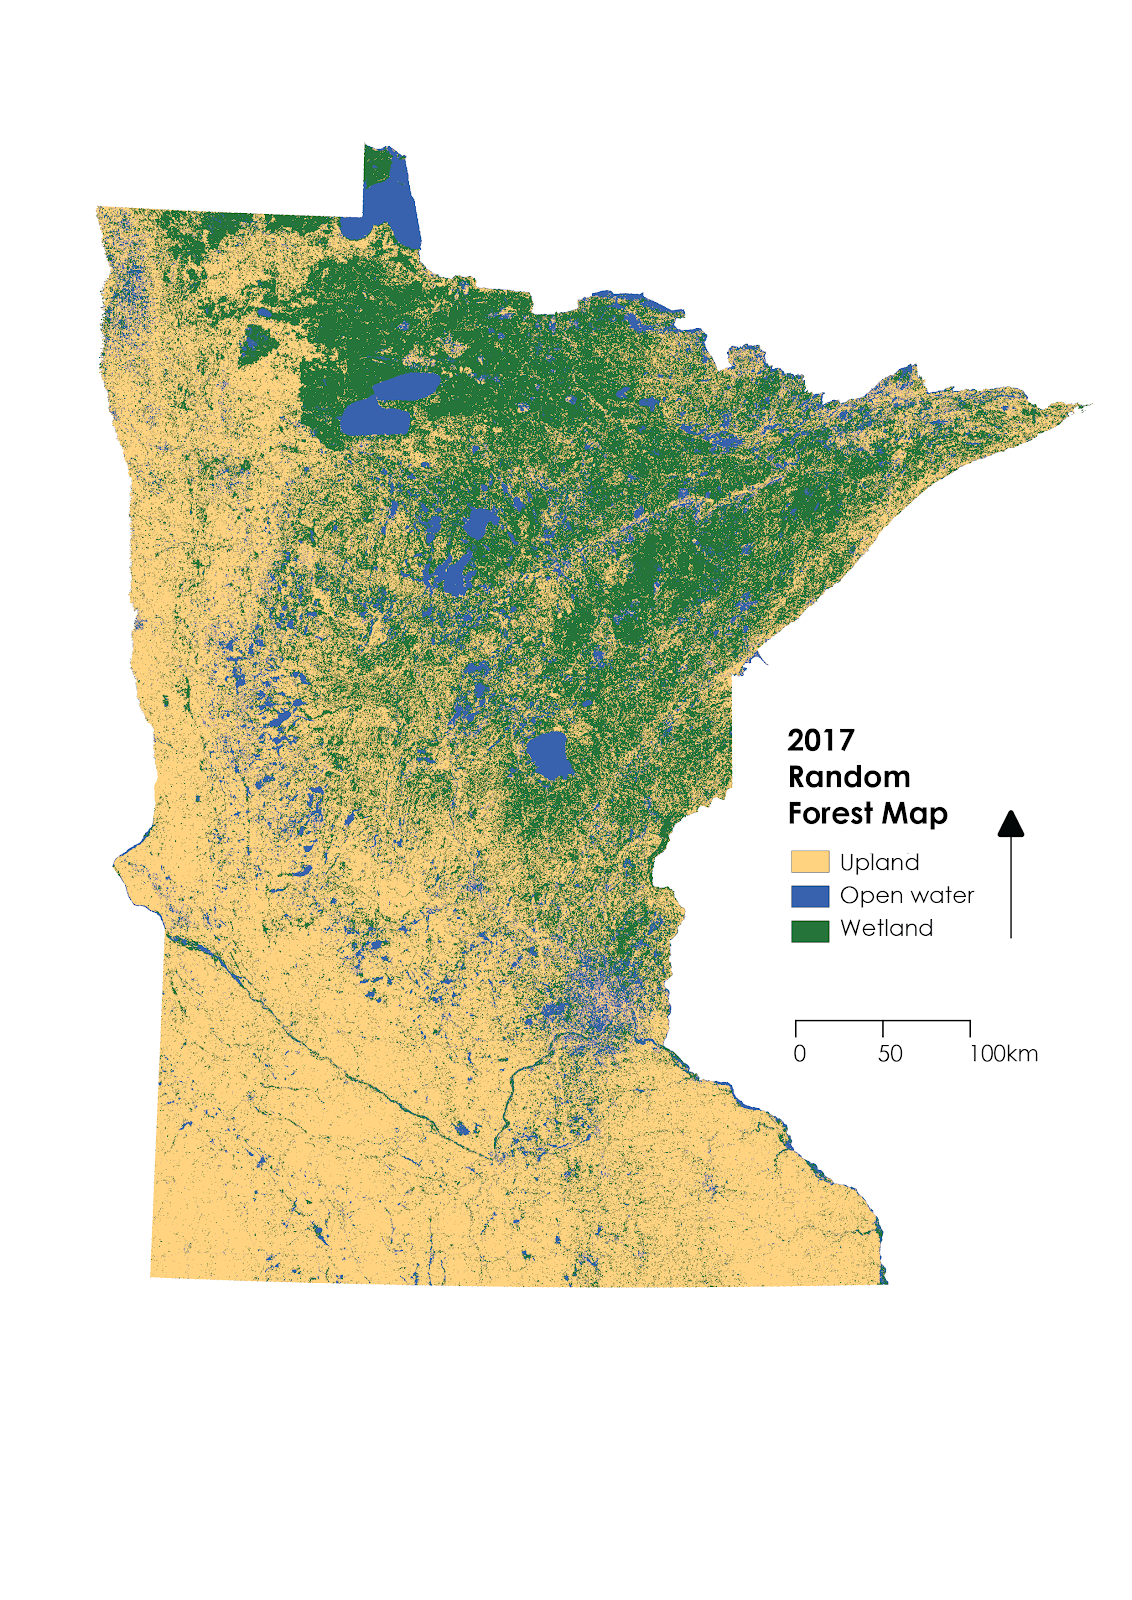 2017
Random
Forest Map
Upland
Open water
Wetland
0 50 100km